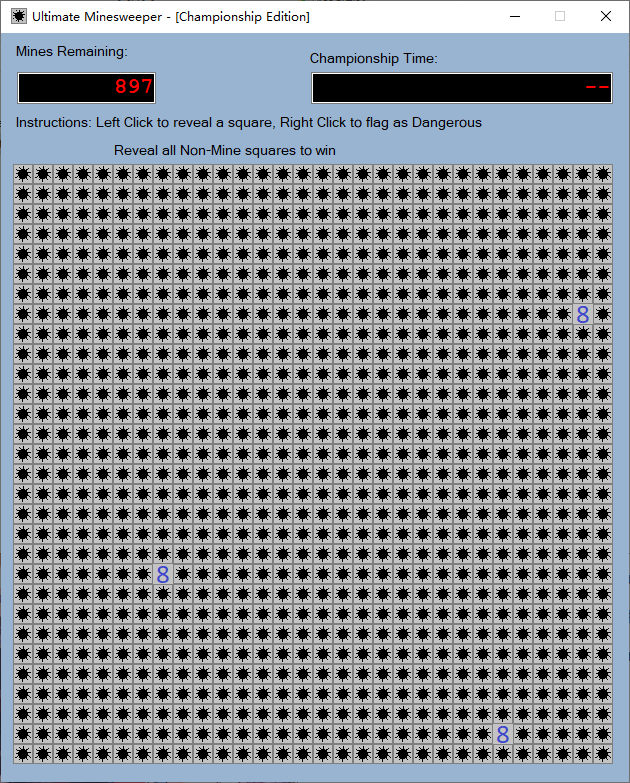 Ultimate Minesweeper - [Championship Edition]
Mines Remaining:
Championship Time:
897
--
Instructions: Left Click to reveal a square, Right Click to flag as Dangerous
Reveal all Non-Mine squares to win
8
8
8